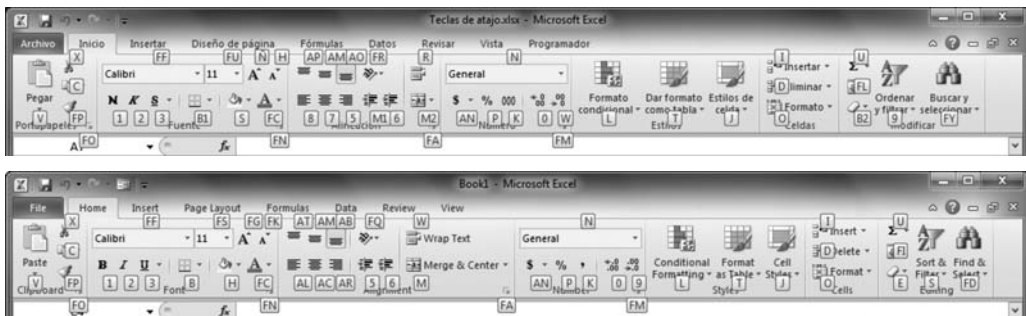 Teclas de atajo.xlsx - Microsoft Excel
Archivo Inicio Insertar Diseño de página Fórmulas Datos Revisar Vista Programador
X FF FU Ñ H AP AM AO FR R N I U
Calibri 11 General Insertar Σ
C D Eliminar FL
Pegar N K S $ % 000 Formato condicional Dar formato como tabla Estilos de celda Formato Ordenar y filtrar Buscar y seleccionar
V FP 1 2 3 B1 S FC 8 7 5 M1 6 M2 AN P K 0 W L T J O B2 9 FY
Portapapeles Fuente Alineación Número Estilos Celdas Modificar
FO FN FA FM
fx
Book1 - Microsoft Excel
File Home Insert Page Layout Formulas Data Review View
X FF FS FG FK AT AM AB FQ W N I U
Calibri 11 Wrap Text General Insert Σ
C D Delete FI
Paste B I U Merge & Center $ % , Conditional Formatting Format as Table Cell Styles Format Sort & Filter Find & Select
V FP 1 2 3 B H FC AL AC AR 5 6 M AN P K 0 9 L T J O E S FD
Clipboard Font Alignment Number Styles Cells Editing
FO FN FA FM
fx